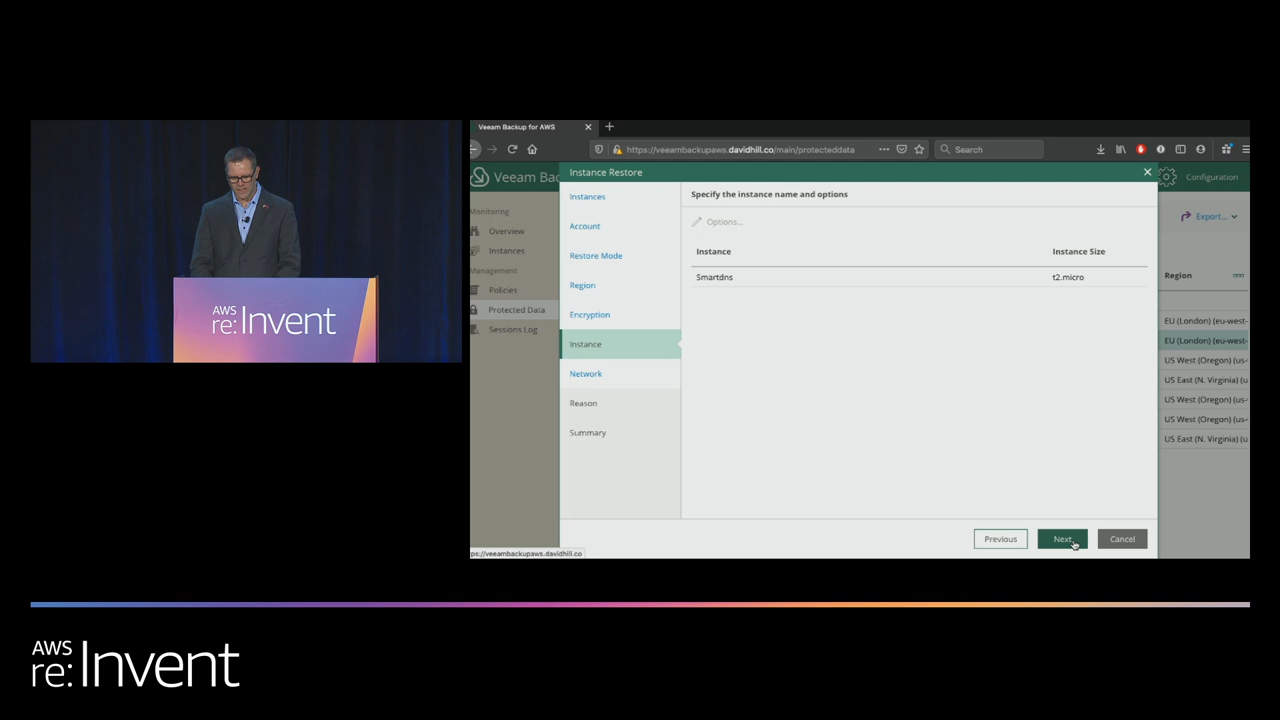 AWS
re:Invent
Veeam Backup for AWS
https://veeambackupaws.davidhill.co/main/protecteddata
Search
Veeam Bac
Instance Restore
Configuration
Monitoring
Overview
Instances
Management
Policies
Protected Data
Sessions Log
Instances
Account
Restore Mode
Region
Encryption
Instance
Network
Reason
Summary
Specify the instance name and options
Options...
Instance Instance Size
Smartdns t2.micro
Previous Next Cancel
Export...
Region
EU (London) (eu-west-
EU (London) (eu-west-
US West (Oregon) (us-
US East (N. Virginia) (u
US West (Oregon) (us-
US West (Oregon) (us-
US East (N. Virginia) (u
ps://veeambackupaws.davidhill.co
AWS
re:Invent